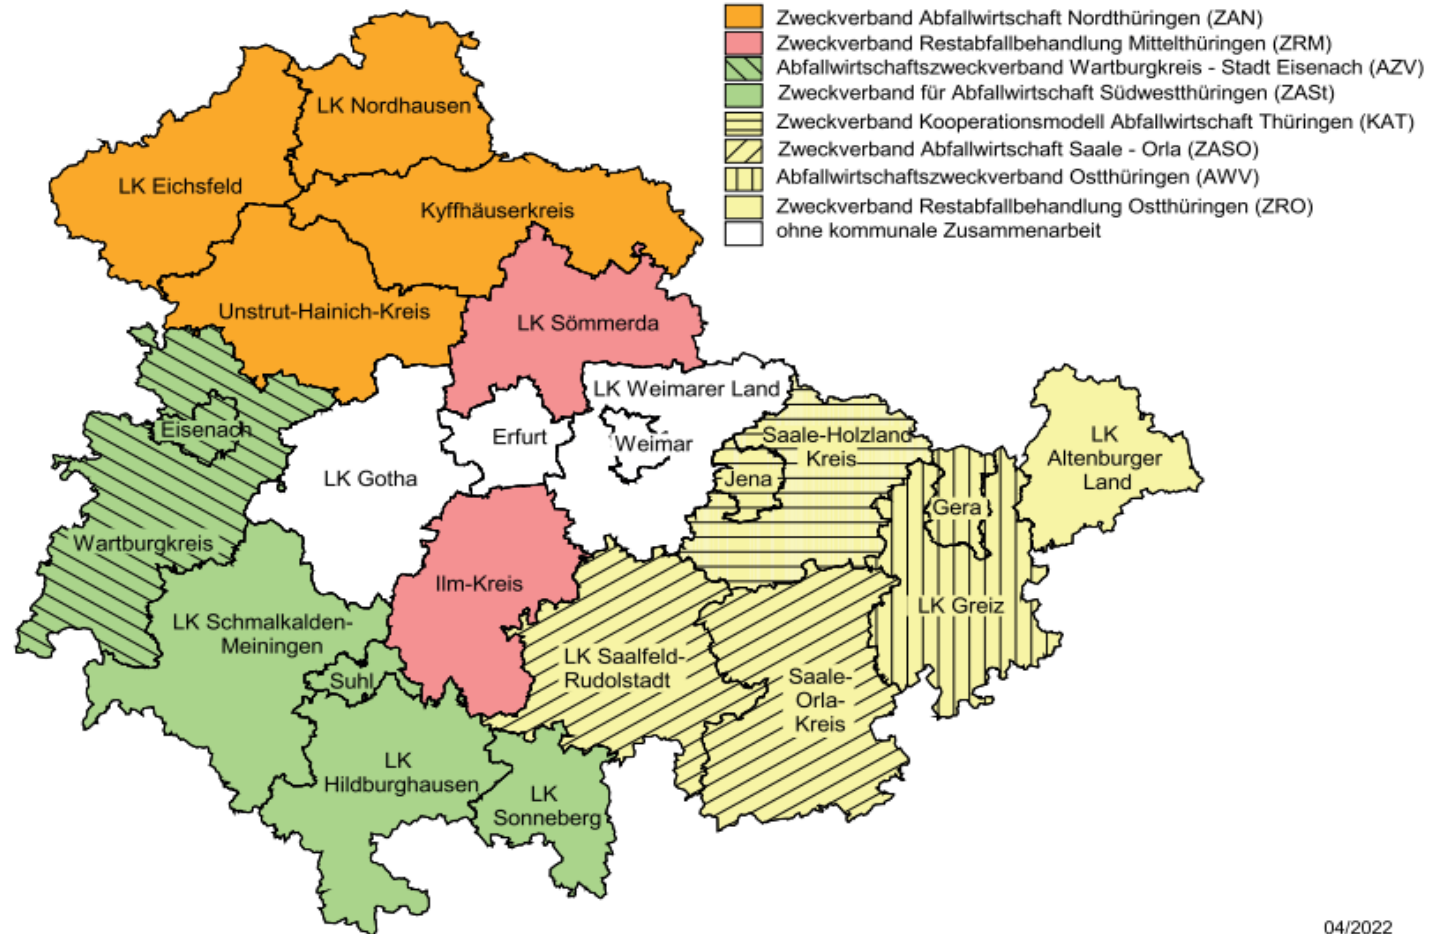 Zweckverband Abfallwirtschaft Nordthüringen (ZAN)
Zweckverband Restabfallbehandlung Mittelthüringen (ZRM)
Abfallwirtschaftszweckverband Wartburgkreis - Stadt Eisenach (AZV)
Zweckverband für Abfallwirtschaft Südwestthüringen (ZASt)
Zweckverband Kooperationsmodell Abfallwirtschaft Thüringen (KAT)
Zweckverband Abfallwirtschaft Saale - Orla (ZASO)
Abfallwirtschaftszweckverband Ostthüringen (AWV)
Zweckverband Restabfallbehandlung Ostthüringen (ZRO)
ohne kommunale Zusammenarbeit
LK Nordhausen
LK Eichsfeld
Kyffhäuserkreis
Unstrut-Hainich-Kreis
LK Sömmerda
LK Weimarer Land
Eisenach
Erfurt
Weimar
Saale-Holzland
Kreis
LK
Altenburger
Land
LK Gotha
Jena
Gera
Wartburgkreis
Ilm-Kreis
LK Greiz
LK Schmalkalden-
Meiningen
LK Saalfeld-
Rudolstadt
Suhl
Saale-
Orla-
Kreis
LK
Hildburghausen
LK
Sonneberg
04/2022